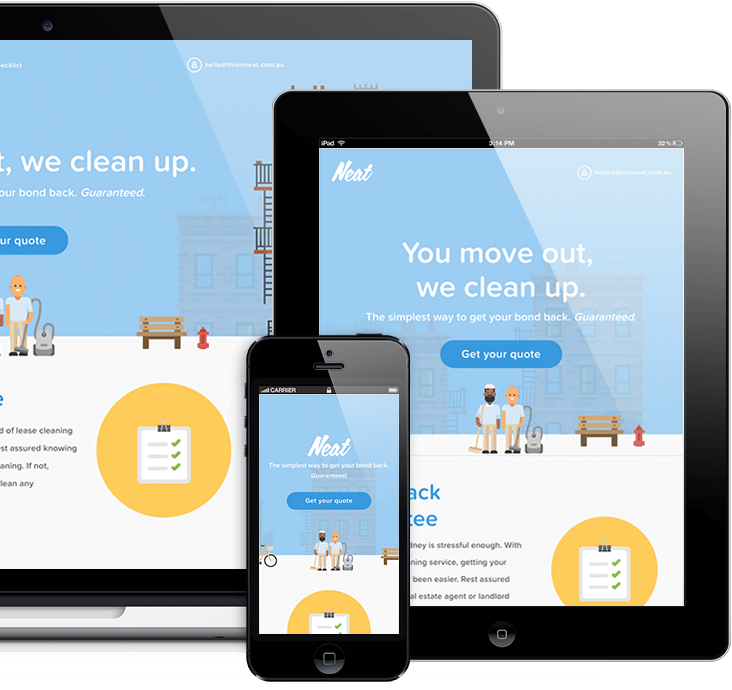 ecklist
hello@thisisneat.com.au
t, we clean up.
our bond back. Guaranteed.
ur quote
e
d of lease cleaning
est assured knowing
aning. If not,
clean any
iPad
3:14 PM
32%
Neat
hello@thisisneat.com.au
You move out,
we clean up.
The simplest way to get your bond back. Guaranteed.
Get your quote
ack
tee
dney is stressful enough. With
ning service, getting your
been easier. Rest assured
al estate agent or landlord
CARRIER
Neat
The simplest way to get your bond back.
Guaranteed.
Get your quote